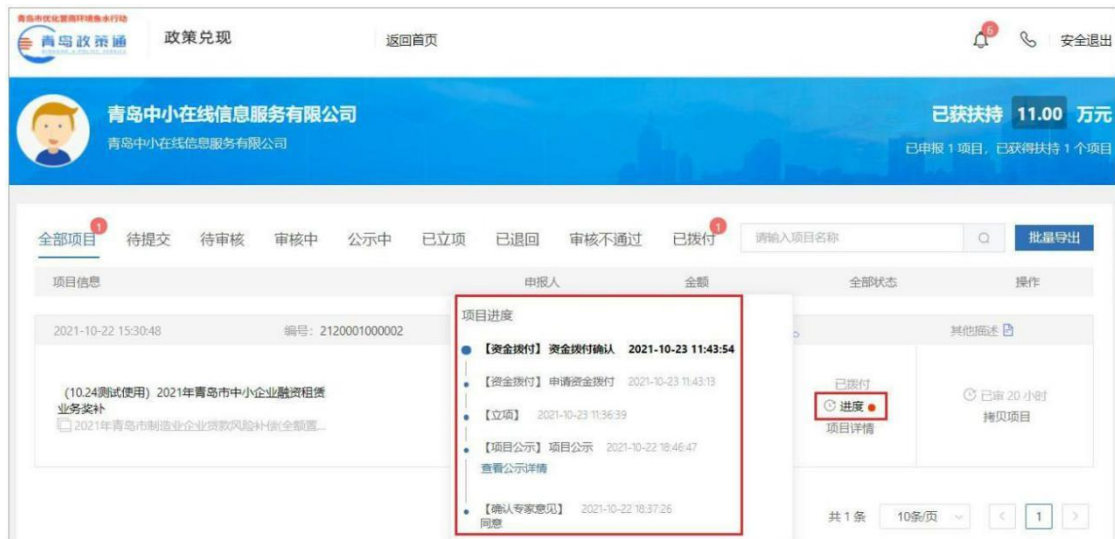 青岛市优化营商环境鱼水行动
青岛政策通
政策兑现
返回首页
6
安全退出
青岛中小在线信息服务有限公司
青岛中小在线信息服务有限公司
已获扶持 11.00 万元
已申报 1 项目，已获得扶持 1 个项目
全部项目 1
待提交
待审核
审核中
公示中
已立项
已退回
审核不通过
已拨付 1
请输入项目名称
批量导出
项目信息
申报人
金额
全部状态
操作
2021-10-22 15:30:48
编号：2120001000002
其他描述
(10.24测试使用) 2021年青岛市中小企业融资租赁
业务奖补
2021年青岛市制造业企业贷款风险补偿(全额置...
项目进度
【资金拨付】资金拨付确认 2021-10-23 11:43:54
【资金拨付】申请资金拨付 2021-10-23 11:43:13
【立项】 2021-10-23 11:36:39
【项目公示】项目公示 2021-10-22 18:46:47
查看公示详情
【确认专家意见】 2021-10-22 18:37:26
同意
已拨付
进度
项目详情
已审 20 小时
拷贝项目
共 1 条
10条/页
<
1
>